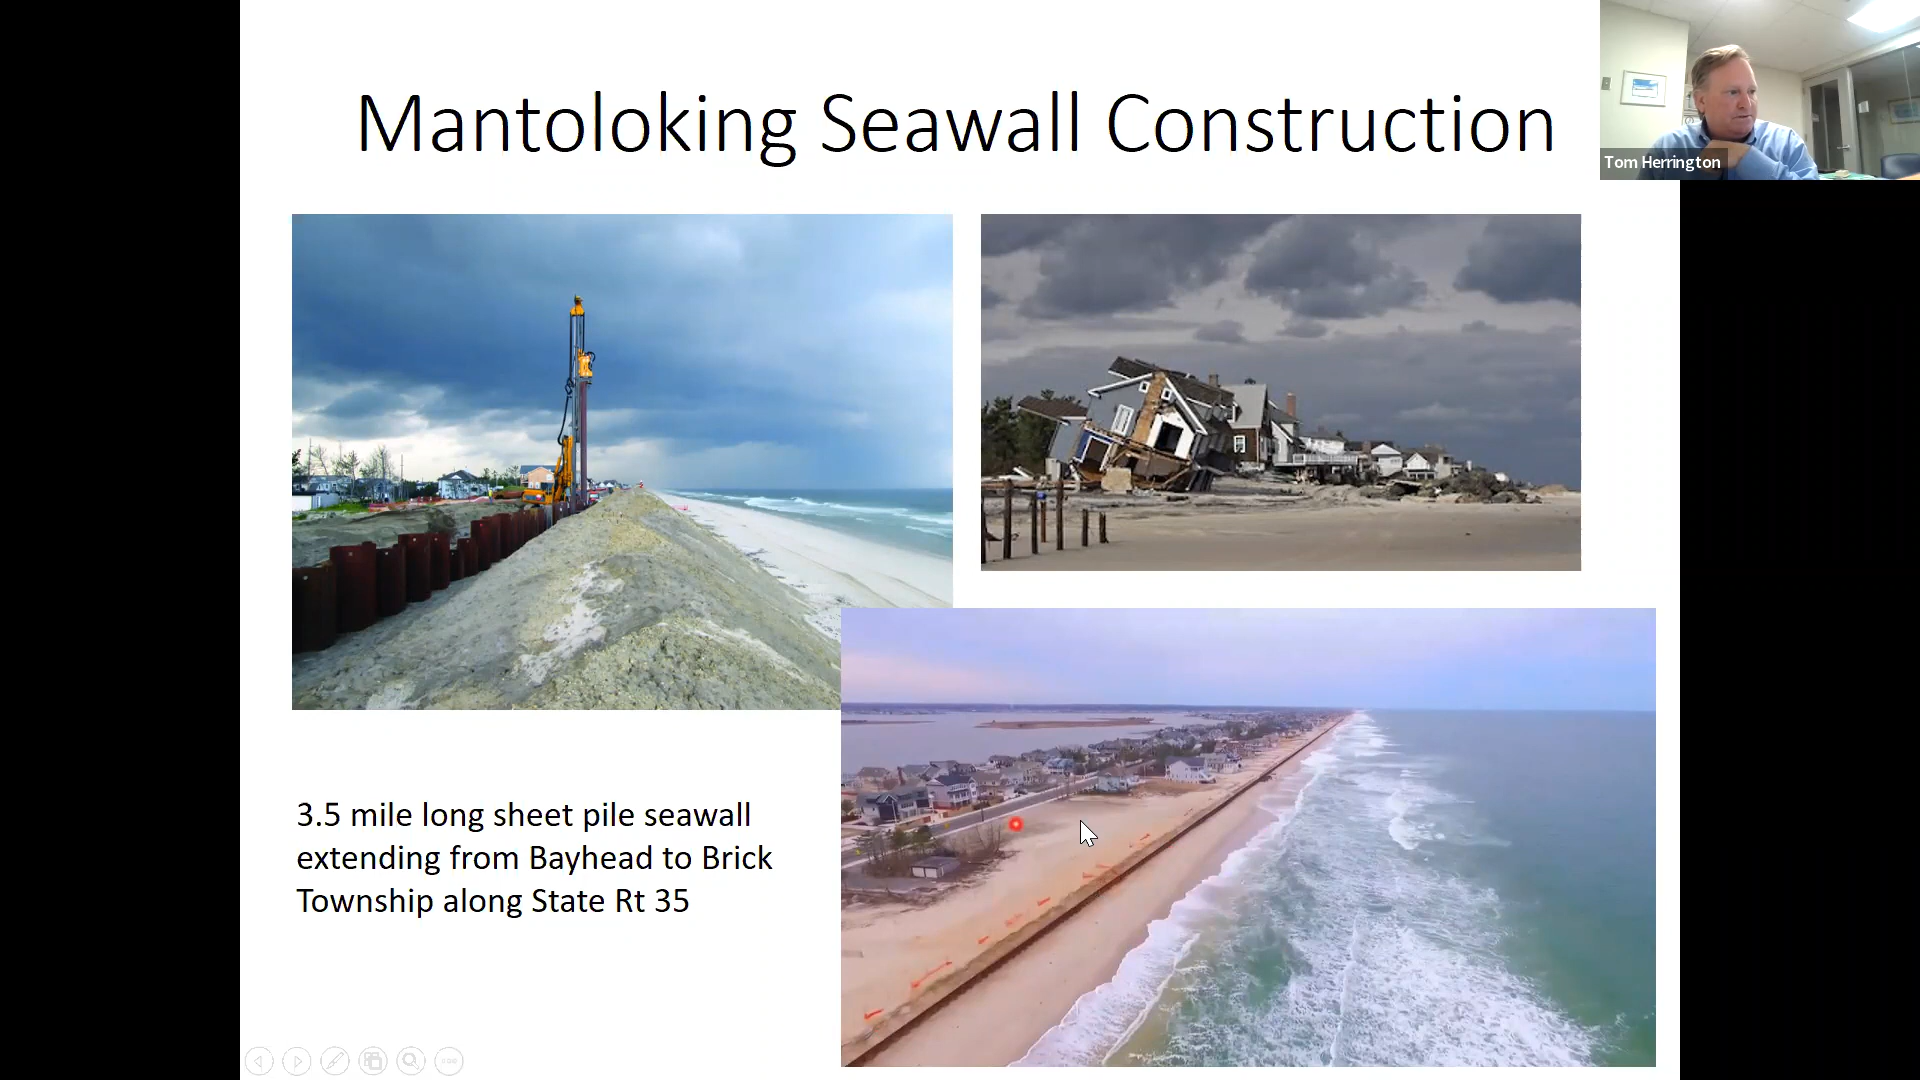 Mantoloking Seawall Construction
Tom Herrington
3.5 mile long sheet pile seawall
extending from Bayhead to Brick
Township along State Rt 35